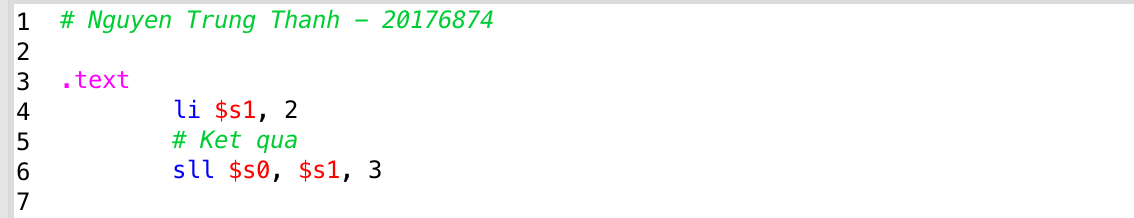 1 # Nguyen Trung Thanh – 20176874
2
3 .text
4 li $s1, 2
5 # Ket qua
6 sll $s0, $s1, 3
7